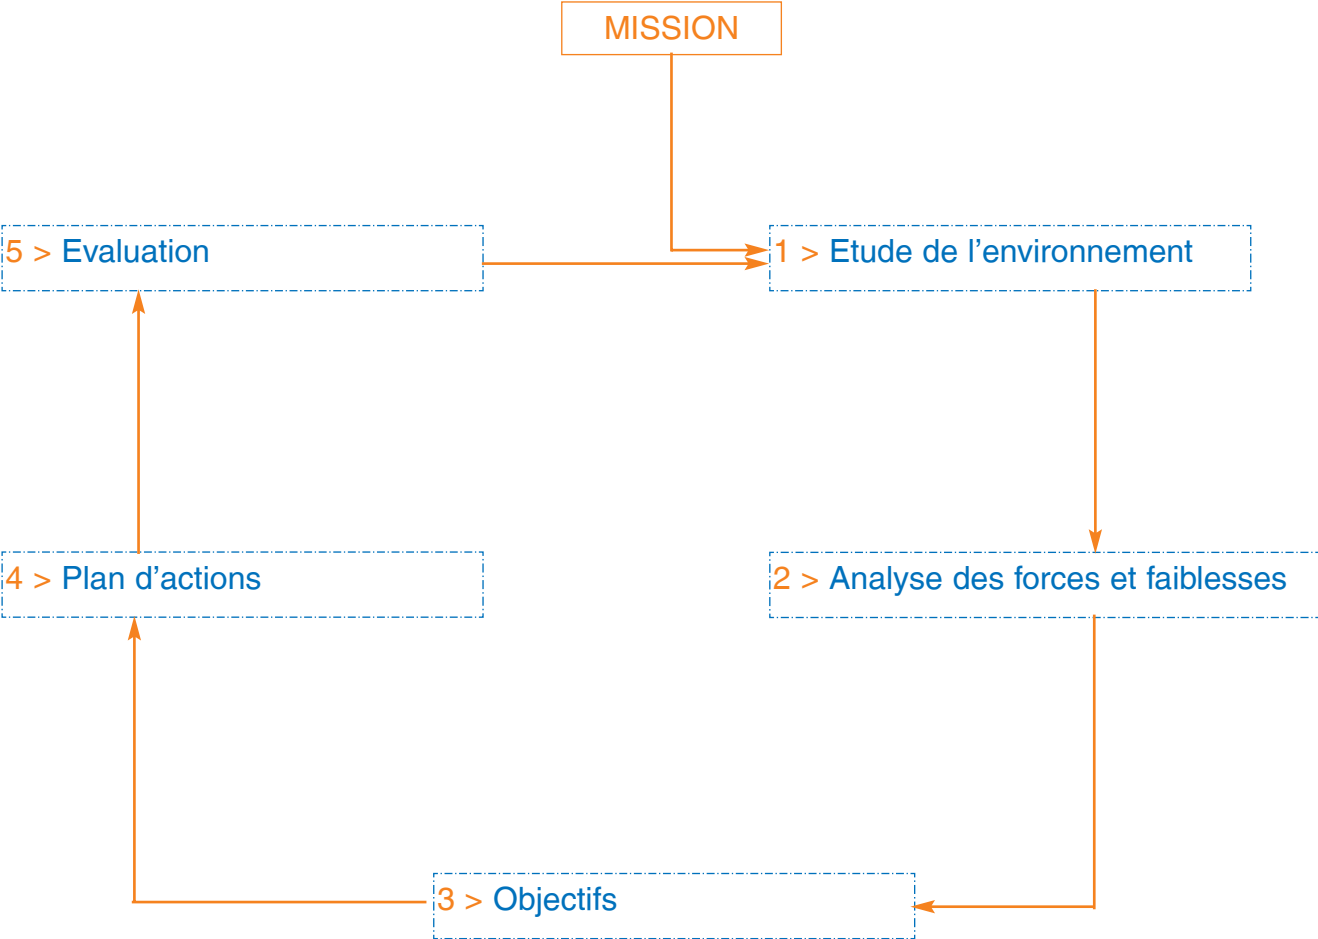 MISSION
5 > Evaluation
1 > Etude de l’environnement
4 > Plan d’actions
2 > Analyse des forces et faiblesses
3 > Objectifs